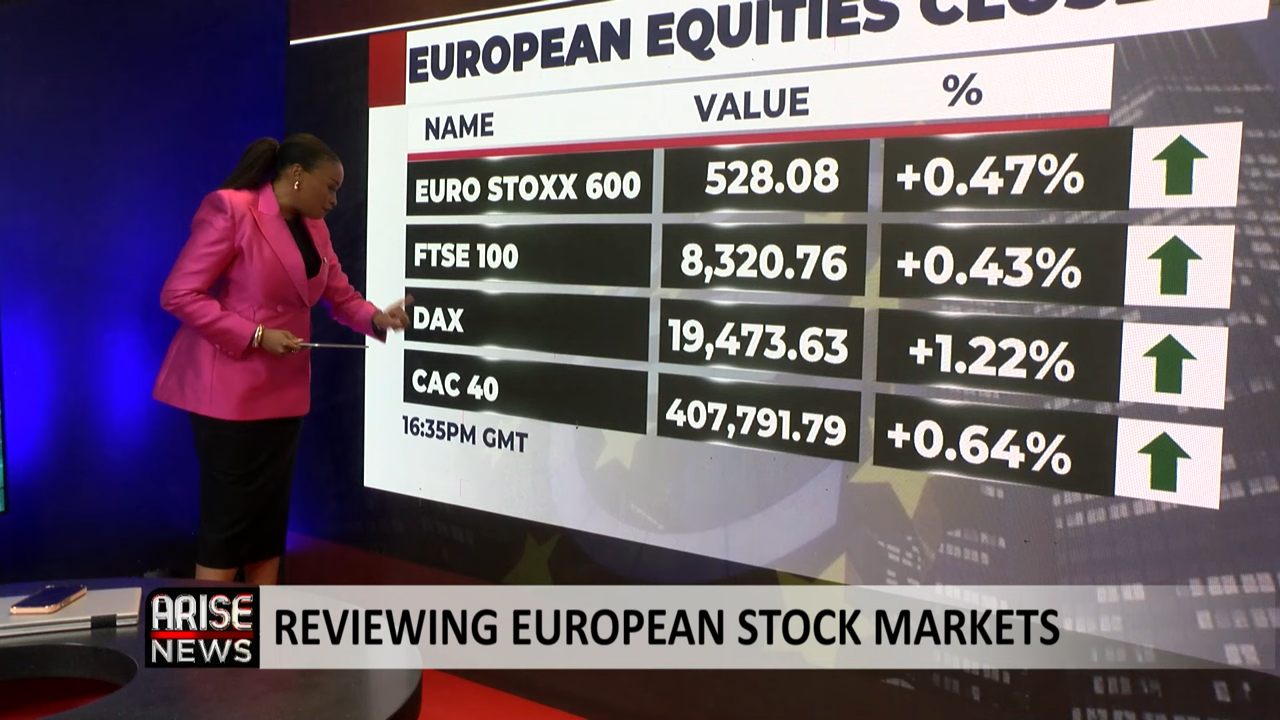 EUROPEAN EQUITIES CLOSE
NAME VALUE %
EURO STOXX 600 528.08 +0.47%
FTSE 100 8,320.76 +0.43%
DAX 19,473.63 +1.22%
CAC 40 407,791.79 +0.64%
16:35PM GMT
ARISE
NEWS
REVIEWING EUROPEAN STOCK MARKETS